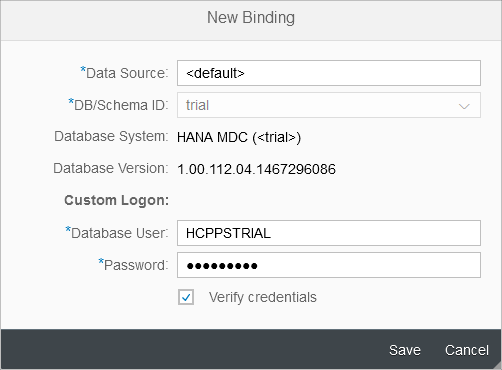 New Binding
*Data Source: <default>
*DB/Schema ID: trial
Database System: HANA MDC (<trial>)
Database Version: 1.00.112.04.1467296086
Custom Logon:
*Database User: HCPPSTRIAL
*Password: ●●●●●●●●●
Verify credentials
Save Cancel